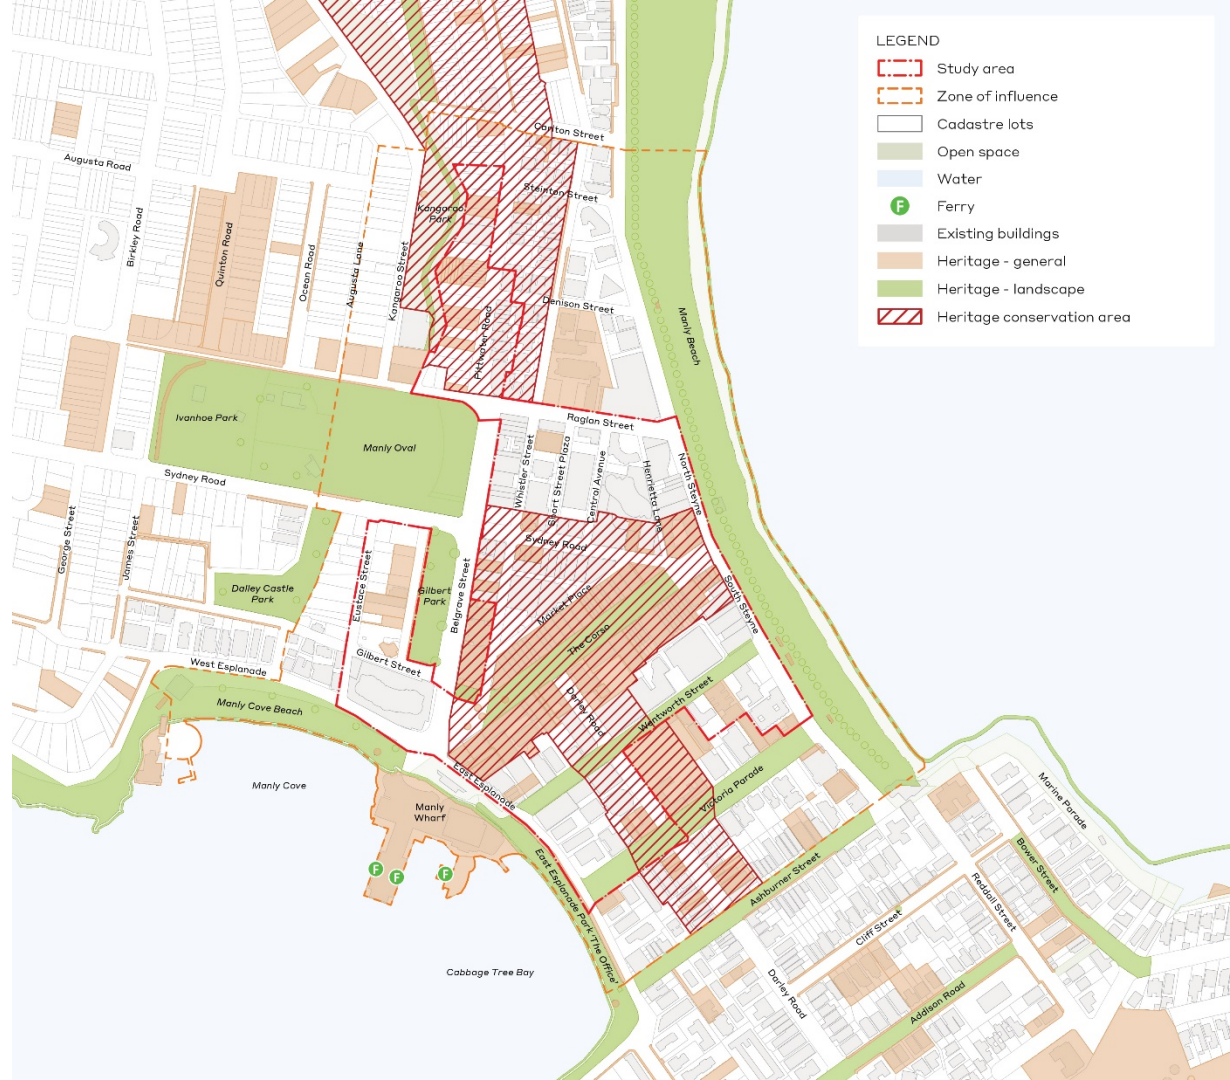 LEGEND
Study area
Zone of influence
Cadastre lots
Open space
Water
F
Ferry
Existing buildings
Heritage - general
Heritage - landscape
Heritage conservation area
Carlton Street
Augusta Road
Steinton Street
Kangaroo
Park
Birkley Road
Quinton Road
Ocean Road
Augusta Lane
Kangaroo Street
Denison Street
Pittwater Road
Manly Beach
Ivanhoe Park
Manly Oval
Raglan Street
Whistler Street
Short Street Plaza
Central Avenue
Henrietta Lane
North Steyne
Sydney Road
George Street
James Street
Sydney Road
Eustace Street
Gilbert
Park
Belgrave Street
Dalley Castle
Park
Market Place
The Corso
South Steyne
West Esplanade
Gilbert Street
Darley Road
Wentworth Street
Manly Cove Beach
East Esplanade
Victoria Parade
Manly Cove
Manly
Wharf
Marine Parade
F
F
F
East Esplanade Park 'The Office'
Ashburner Street
Bower Street
Reddall Street
Cliff Street
Cabbage Tree Bay
Darley Road
Addison Road